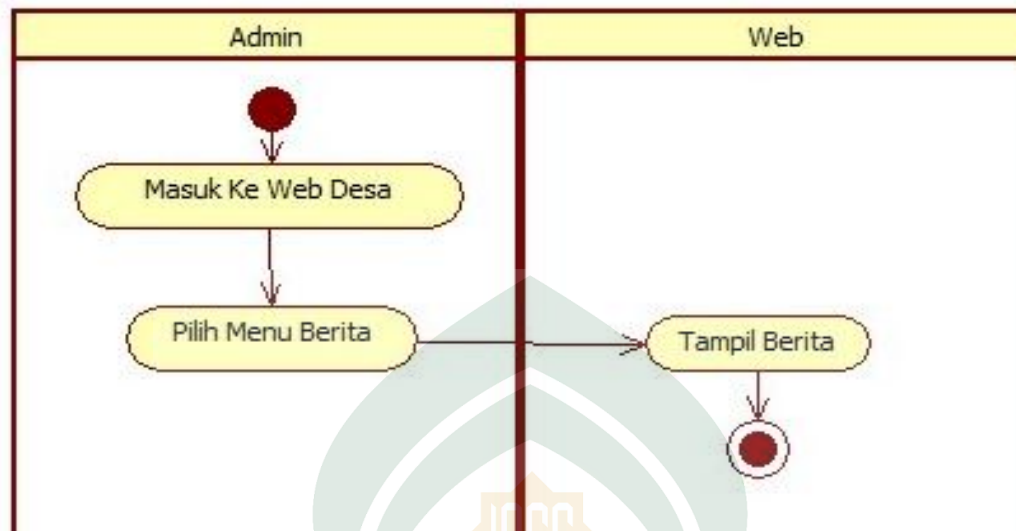 Admin
Web
Masuk Ke Web Desa
Pilih Menu Berita
Tampil Berita